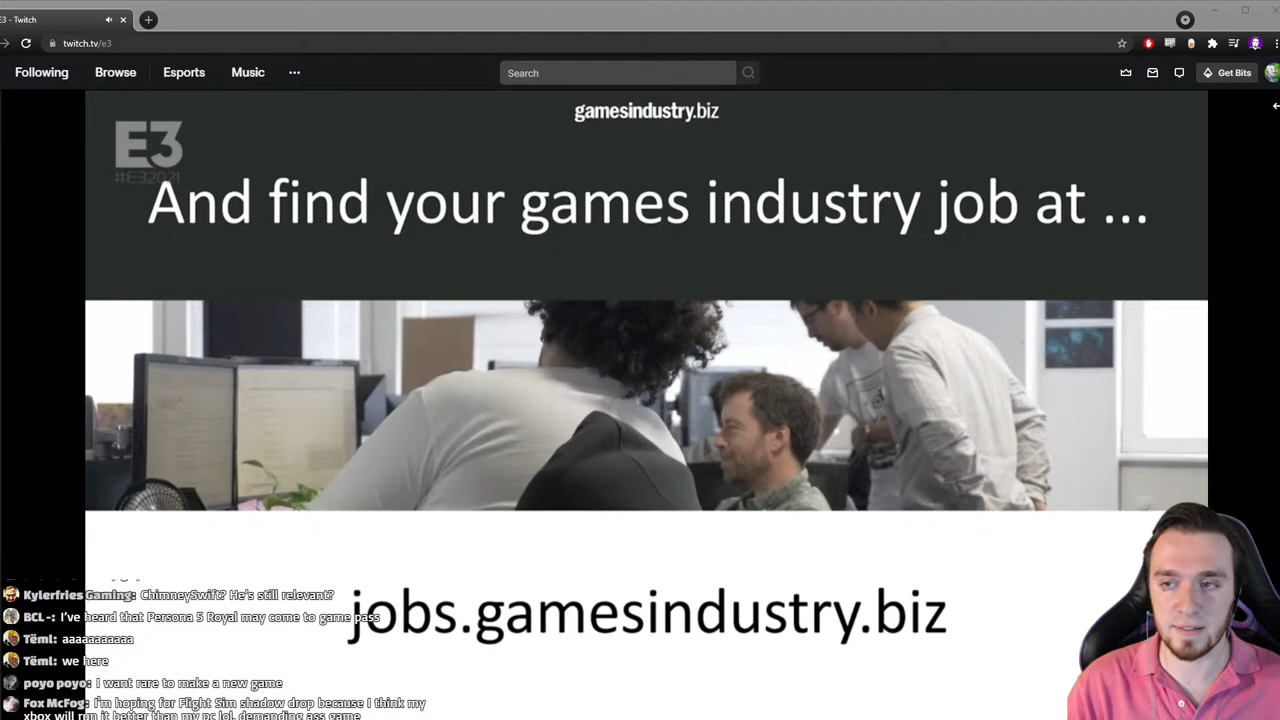 E3 - Twitch
twitch.tv/e3
Following Browse Esports Music ••• Search Get Bits
gamesindustry.biz
E3
#E32021
And find your games industry job at ...
jobs.gamesindustry.biz
Kylerfries Gaming: ChimneySwift? He's still relevant?
BCL -: I've heard that Persona 5 Royal may come to game pass
Tëml: aaaaaaaaaaa
Tëml: we here
poyo poyo: I want rare to make a new game
Fox McFog: I'm hoping for Flight Sim shadow drop because I think my
xbox will run it better than my pc lol. demanding ass game